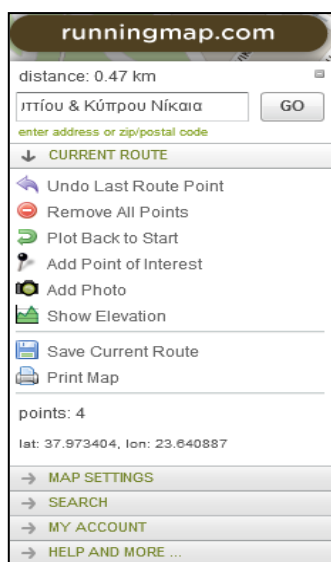 runningmap.com
distance: 0.47 km
ιττίου & Κύπρου Νίκαια
GO
enter address or zip/postal code
CURRENT ROUTE
Undo Last Route Point
Remove All Points
Plot Back to Start
Add Point of Interest
Add Photo
Show Elevation
Save Current Route
Print Map
points: 4
lat: 37.973404, lon: 23.640887
MAP SETTINGS
SEARCH
MY ACCOUNT
HELP AND MORE ...